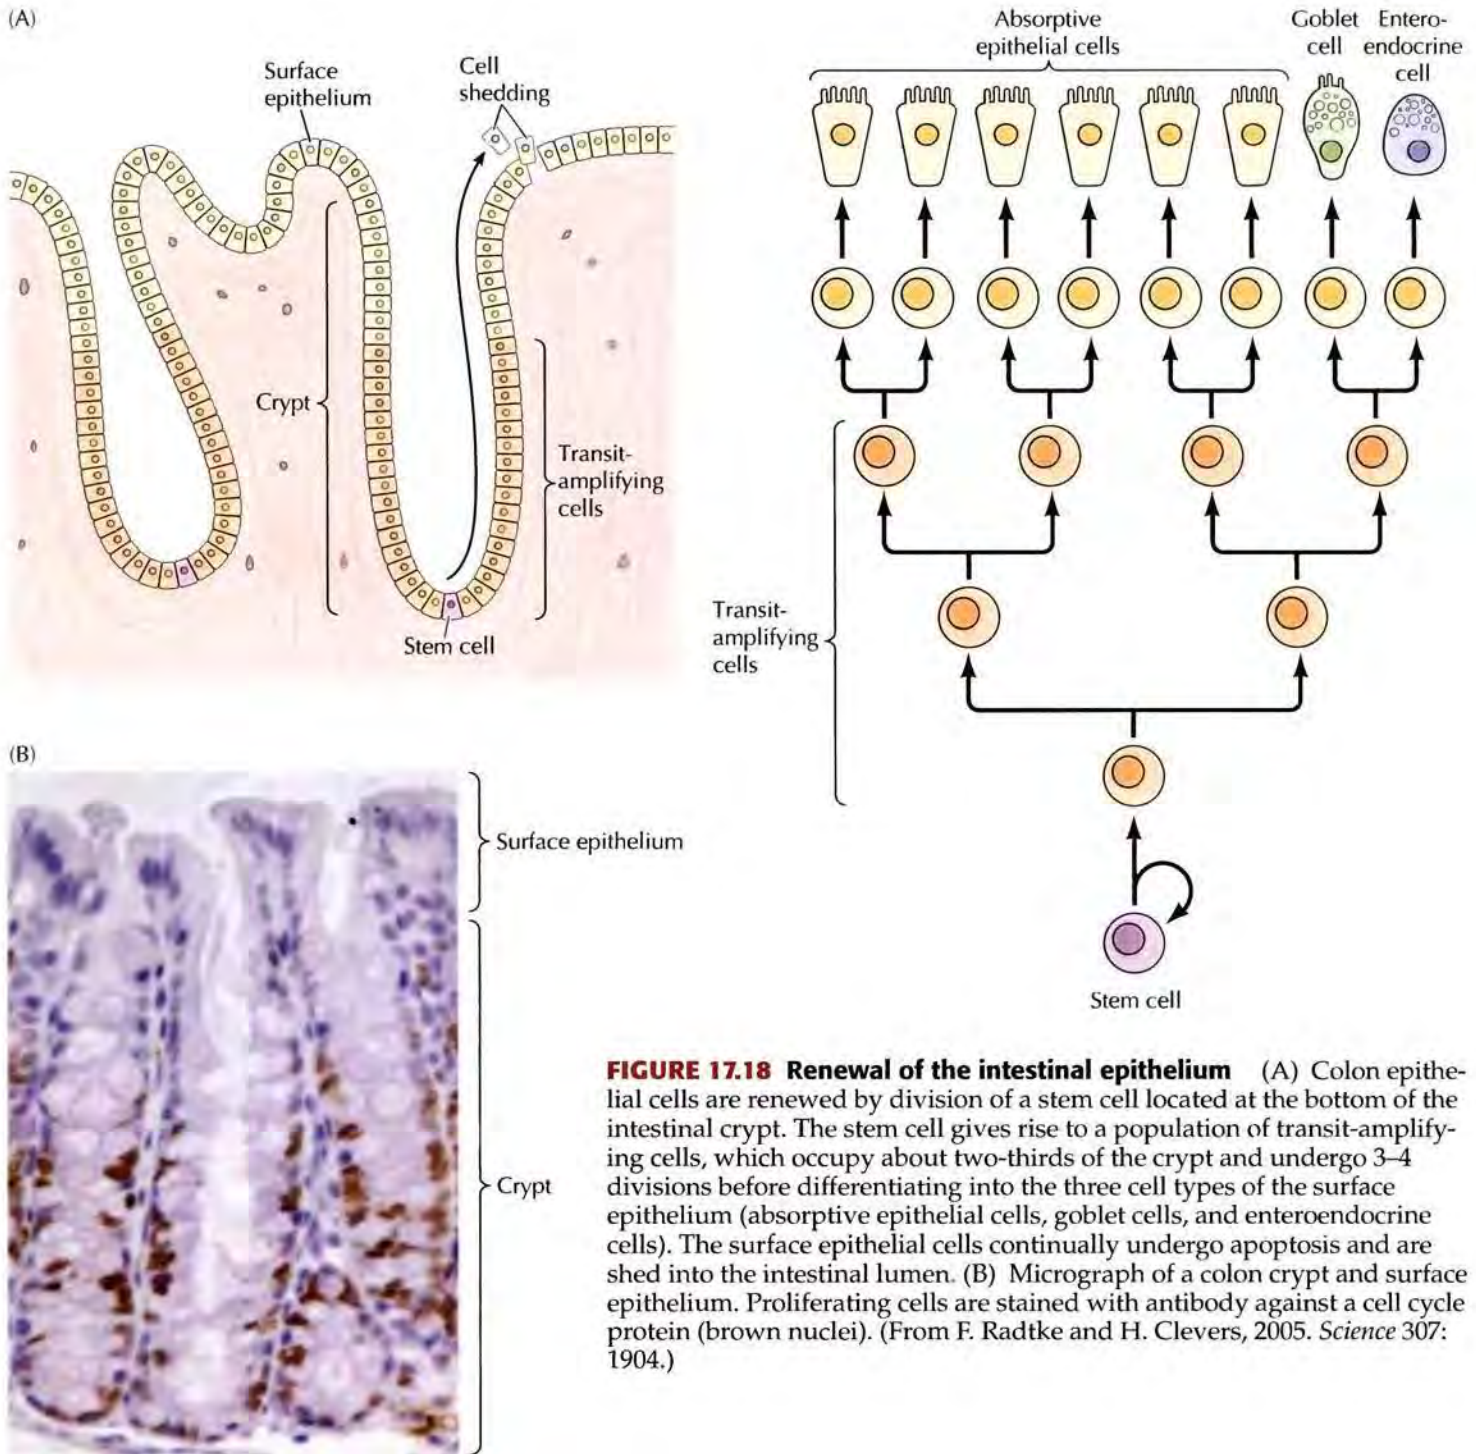 (A)
Surface
epithelium
Cell
shedding
Crypt
Transit-
amplifying
cells
Stem cell
Absorptive
epithelial cells
Goblet
cell
Entero-
endocrine
cell
Transit-
amplifying
cells
Stem cell
(B)
Surface epithelium
Crypt
FIGURE 17.18 Renewal of the intestinal epithelium (A) Colon epithe-
lial cells are renewed by division of a stem cell located at the bottom of the
intestinal crypt. The stem cell gives rise to a population of transit-amplify-
ing cells, which occupy about two-thirds of the crypt and undergo 3–4
divisions before differentiating into the three cell types of the surface
epithelium (absorptive epithelial cells, goblet cells, and enteroendocrine
cells). The surface epithelial cells continually undergo apoptosis and are
shed into the intestinal lumen. (B) Micrograph of a colon crypt and surface
epithelium. Proliferating cells are stained with antibody against a cell cycle
protein (brown nuclei). (From F. Radtke and H. Clevers, 2005. Science 307:
1904.)